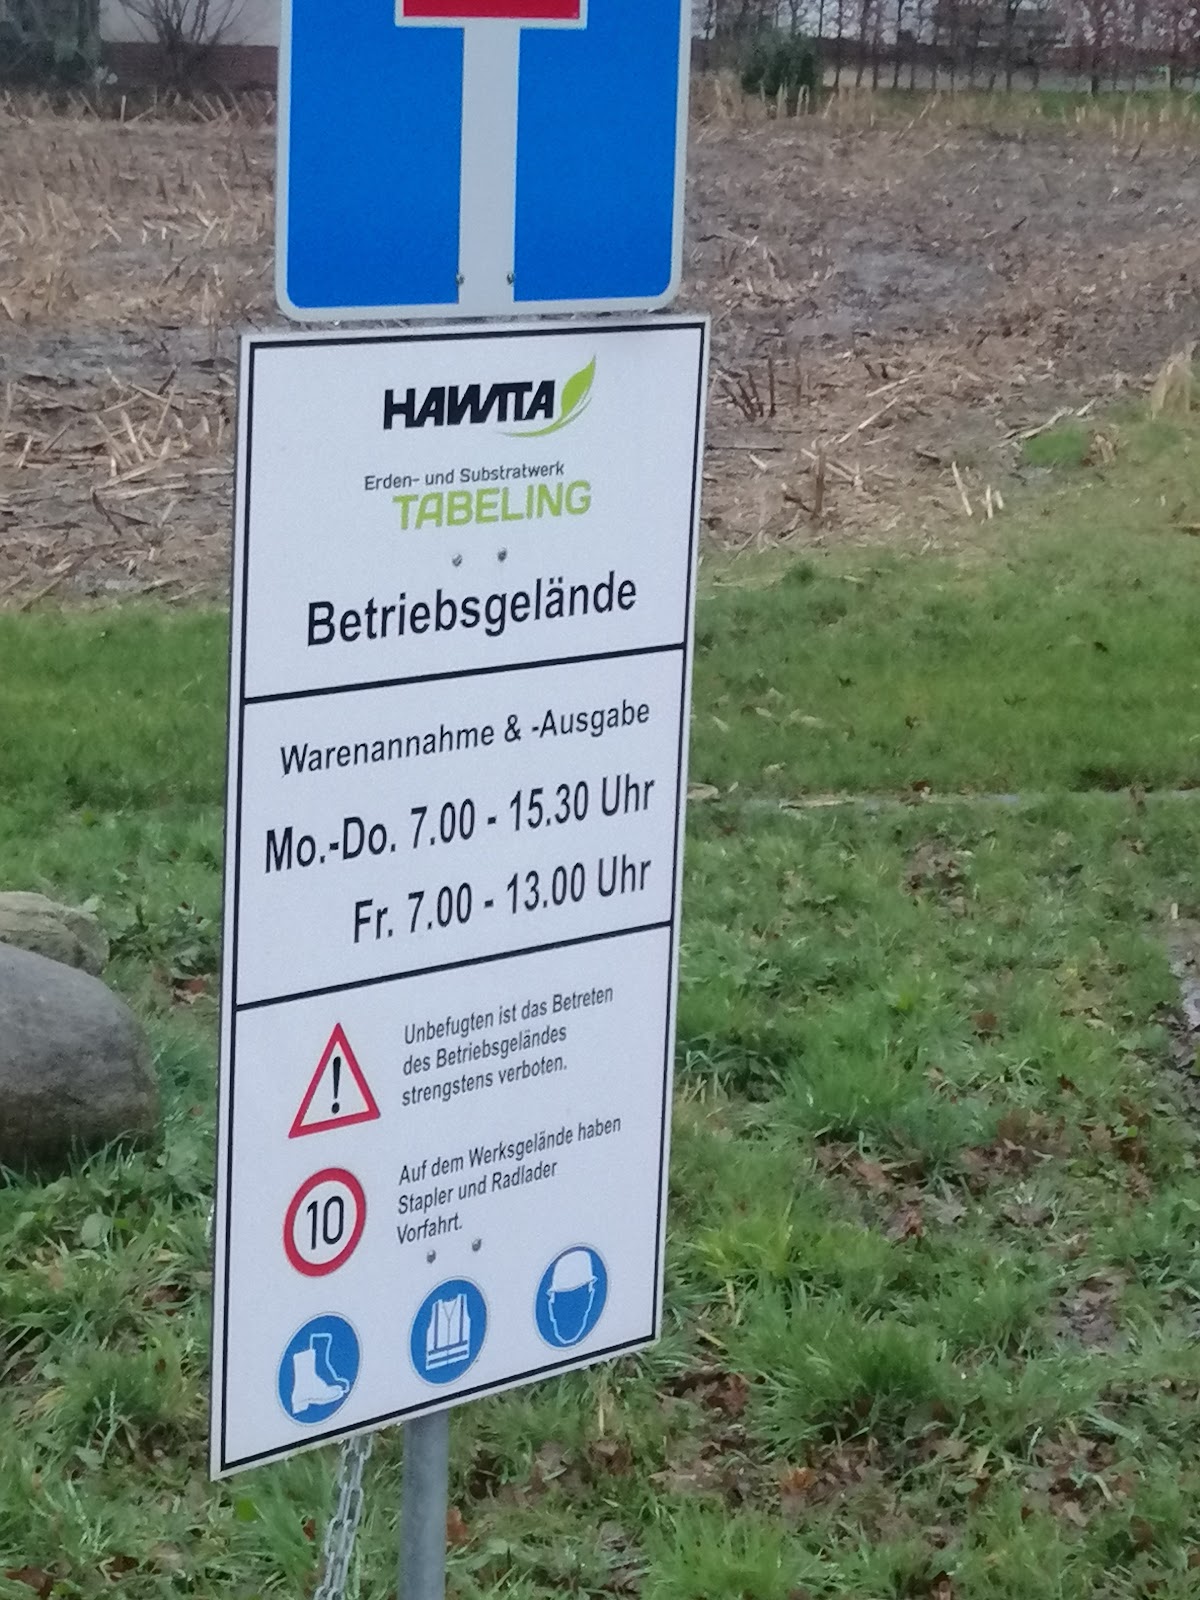 HAWITA
Erden- und Substratwerk
TABELING
Betriebsgelände
Warenannahme & -Ausgabe
Mo.-Do. 7.00 - 15.30 Uhr
Fr. 7.00 - 13.00 Uhr
Unbefugten ist das Betreten
des Betriebsgeländes
strengstens verboten.
Auf dem Werksgelände haben
Stapler und Radlader
Vorfahrt.
10